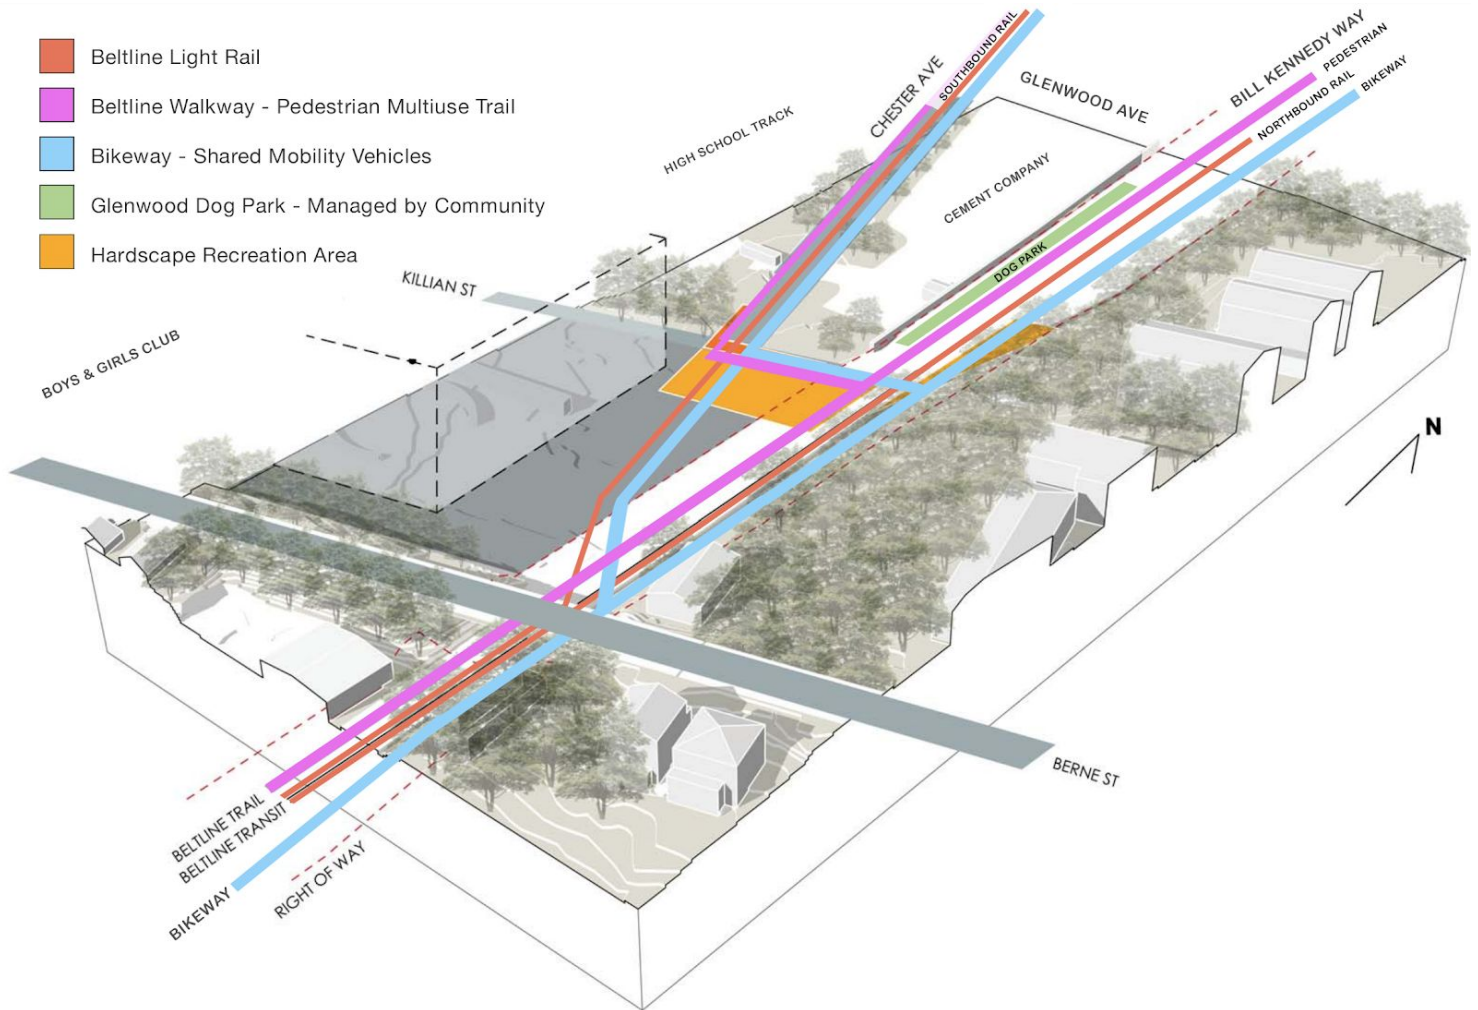 Beltline Light Rail
Beltline Walkway - Pedestrian Multiuse Trail
Bikeway - Shared Mobility Vehicles
Glenwood Dog Park - Managed by Community
Hardscape Recreation Area
SOUTHBOUND RAIL
CHESTER AVE
GLENWOOD AVE
BILL KENNEDY WAY
PEDESTRIAN
NORTHBOUND RAIL
BIKEWAY
HIGH SCHOOL TRACK
CEMENT COMPANY
DOG PARK
KILLIAN ST
BOYS & GIRLS CLUB
N
BERNE ST
BELTLINE TRAIL
BELTLINE TRANSIT
RIGHT OF WAY
BIKEWAY